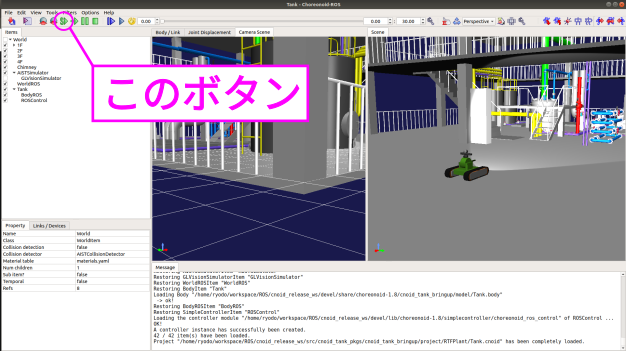 Tank - Choreonoid-ROS
File Edit View Tools Filters Options Help
0.00
0.00
30.00
Perspective
Items
World
1F
2F
3F
4F
Chimney
AISTSimulator
GLVisionSimulator
WorldROS
Tank
BodyROS
ROSControl
このボタン
Body / Link Joint Displacement Camera Scene
Scene
Property Links / Devices
Name World
Class WorldItem
Collision detection false
Collision detector AISTCollisionDetector
Material table materials.yaml
Num children 1
Sub item? false
Temporal false
Refs 8
Message
Restoring GLVisionSimulatorItem "GLVisionSimulator"
Restoring WorldROSItem "WorldROS"
Restoring BodyItem "Tank"
Loading Body "/home/ryodo/workspace/ROS/cnoid_release_ws/devel/share/choreonoid-1.8/cnoid_tank_bringup/model/Tank.body"
-> ok!
Restoring BodyROSItem "BodyROS"
Restoring SimpleControllerItem "ROSControl"
Loading the controller module "/home/ryodo/workspace/ROS/cnoid_release_ws/devel/lib/choreonoid-1.8/simplecontroller/choreonoid_ros_control" of ROSControl ...
OK!
A controller instance has successfully been created.
42 / 42 item(s) have been loaded.
Project "/home/ryodo/workspace/ROS/cnoid_release_ws/src/cnoid_tank_pkgs/cnoid_tank_bringup/project/RTFPlant/Tank.cnoid" has been completely loaded.